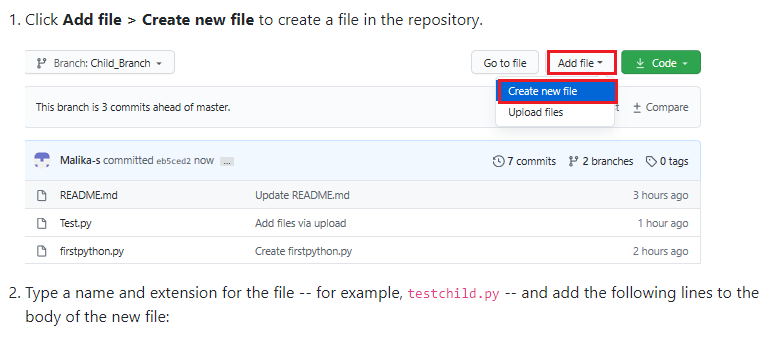 1. Click Add file > Create new file to create a file in the repository.
Branch: Child_Branch
Go to file
Add file
Code
Create new file
Upload files
This branch is 3 commits ahead of master.
t
Compare
Malika-s committed eb5ced2 now ...
7 commits
2 branches
0 tags
README.md Update README.md 3 hours ago
Test.py Add files via upload 1 hour ago
firstpython.py Create firstpython.py 2 hours ago
2. Type a name and extension for the file -- for example, testchild.py -- and add the following lines to the
body of the new file: